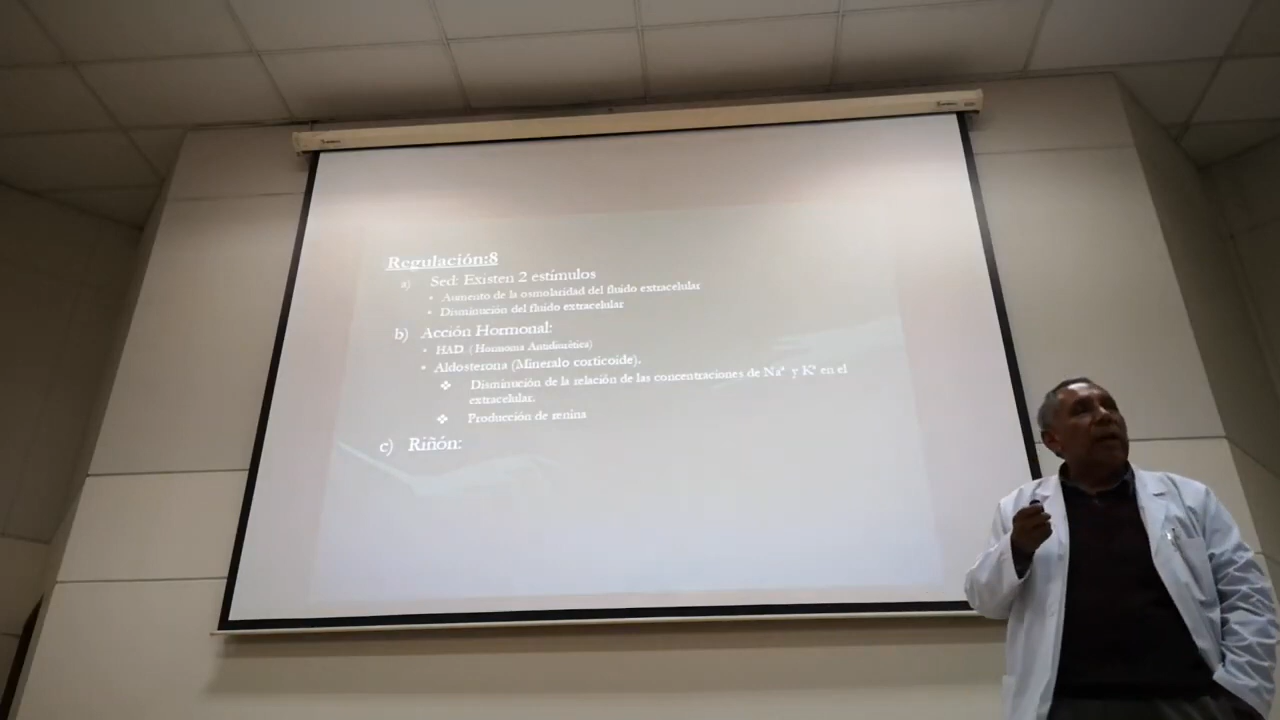 Regulación:8
a) Sed: Existen 2 estímulos
• Aumento de la osmolaridad del fluido extracelular
• Disminución del fluido extracelular
b) Acción Hormonal:
• HAD ( Hormona Antidiurética)
• Aldosterona (Mineralo corticoide).
❖ Disminución de la relación de las concentraciones de Na⁺ y K⁺ en el
extracelular.
❖ Producción de renina
c) Riñón: